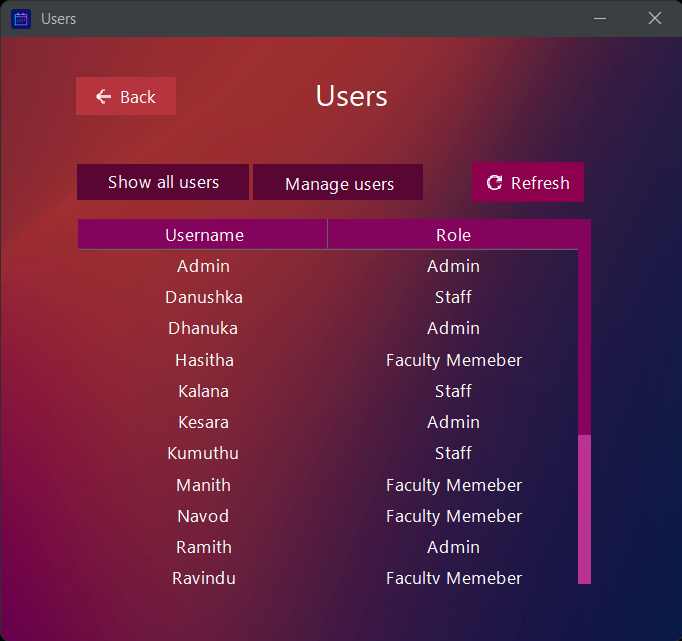 Users
Back
Users
Show all users Manage users Refresh
Username Role
Admin Admin
Danushka Staff
Dhanuka Admin
Hasitha Faculty Memeber
Kalana Staff
Kesara Admin
Kumuthu Staff
Manith Faculty Memeber
Navod Faculty Memeber
Ramith Admin
Ravindu Faculty Memeber